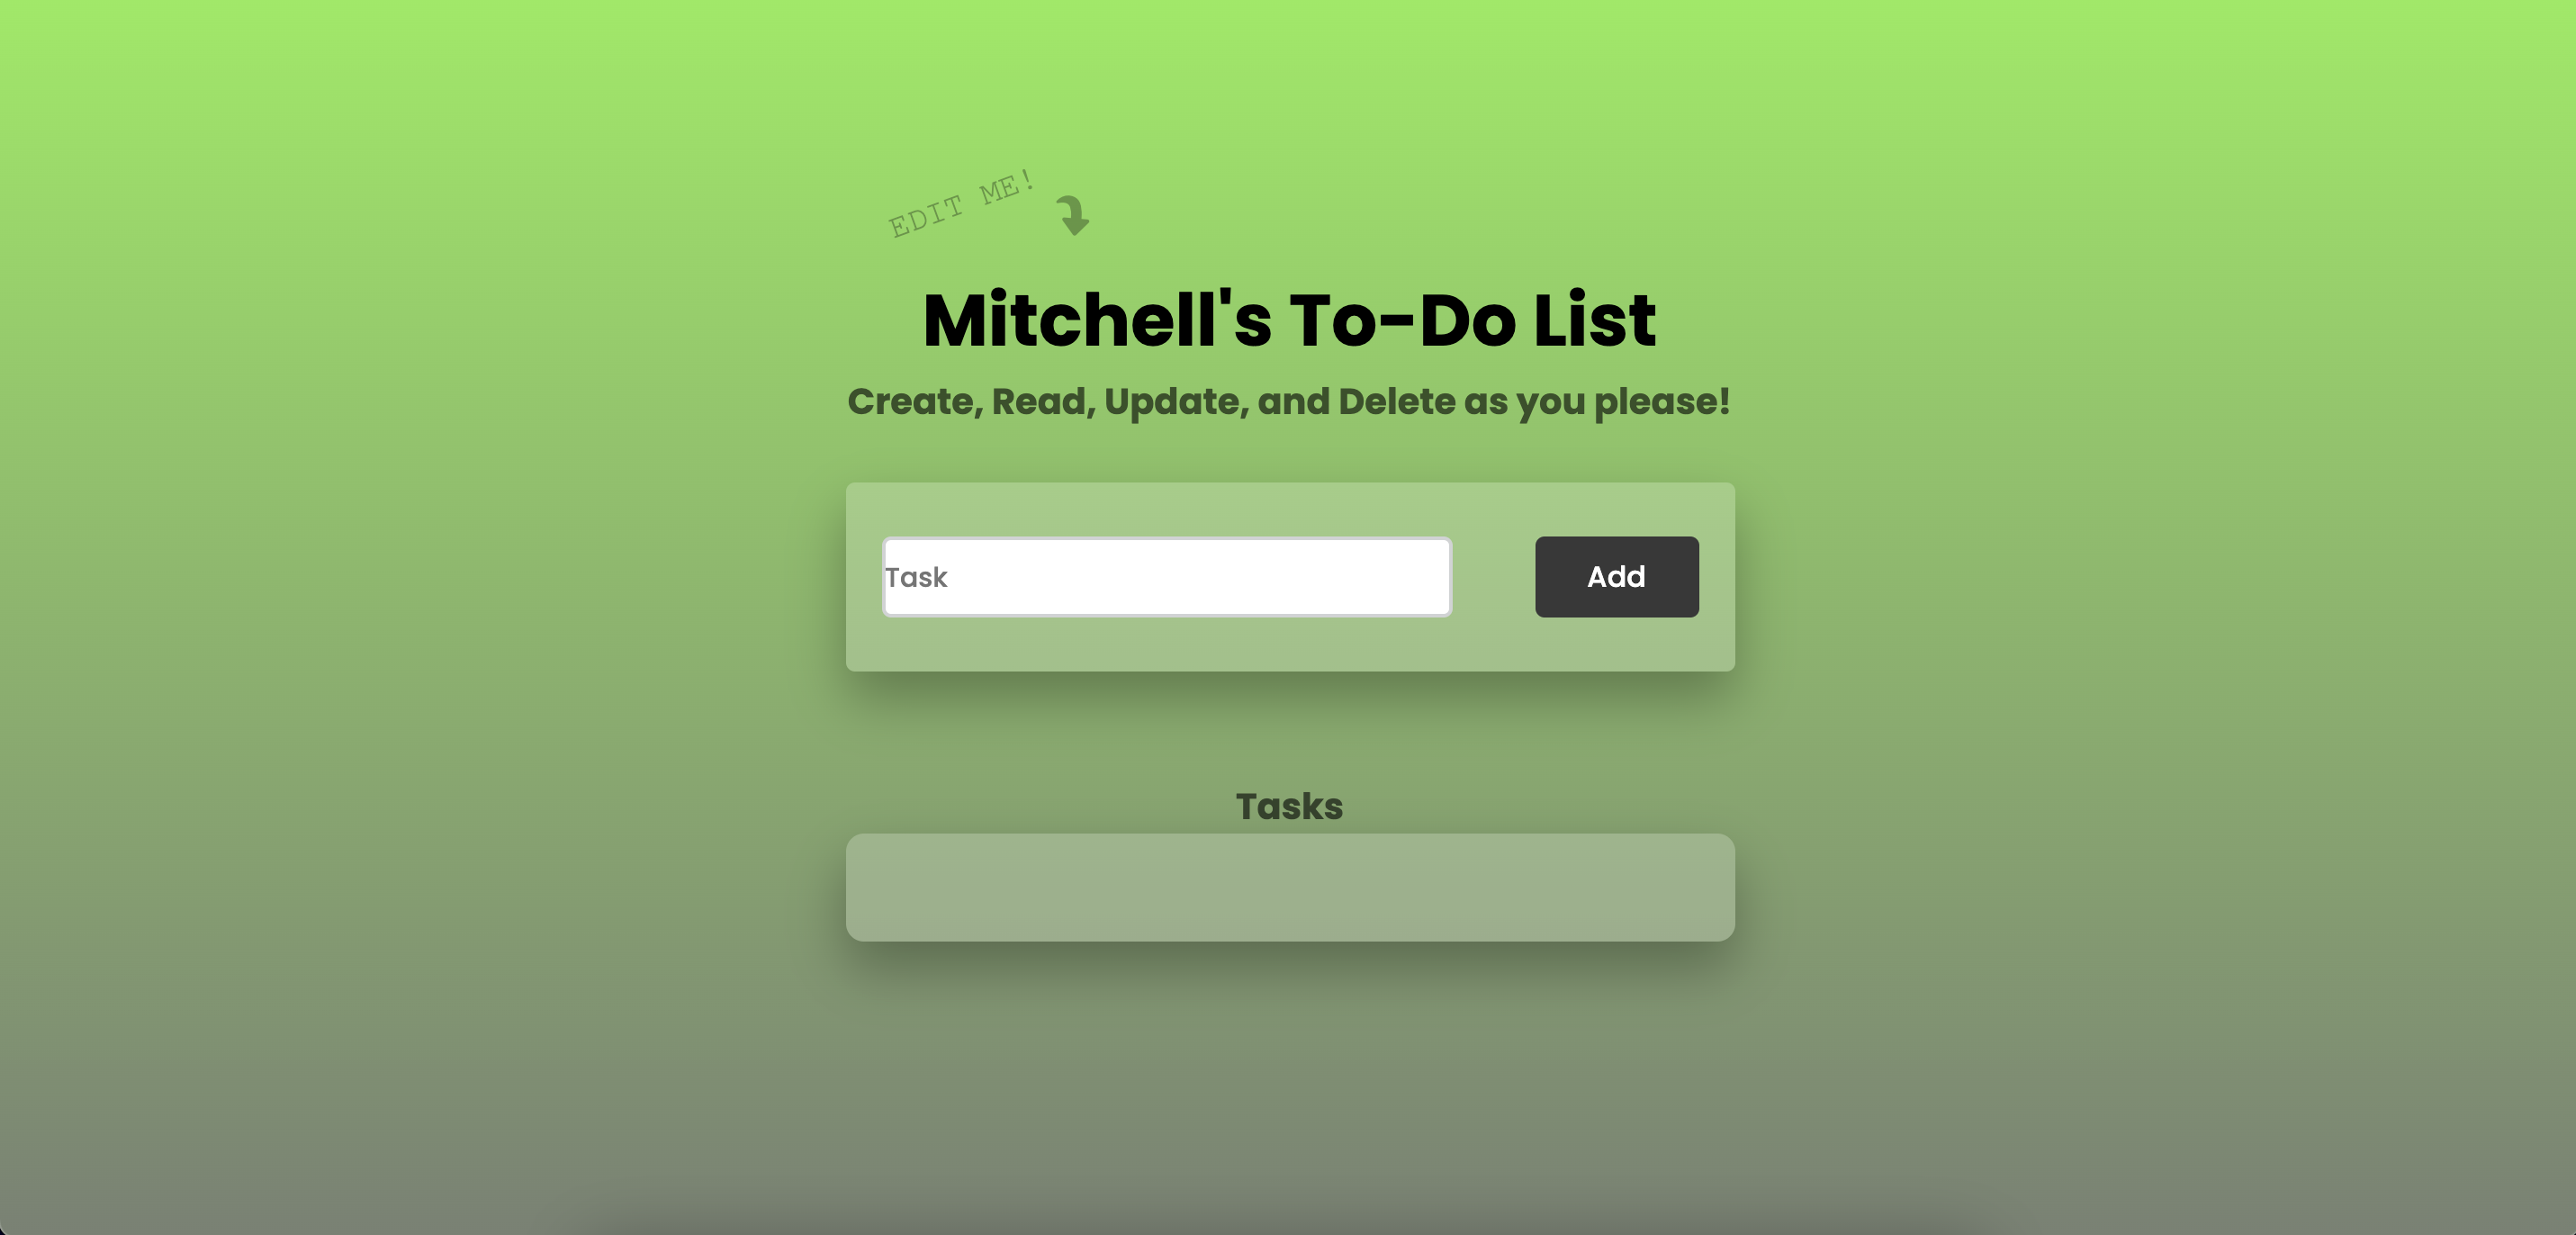 EDIT ME!
Mitchell's To-Do List
Create, Read, Update, and Delete as you please!
Task
Add
Tasks